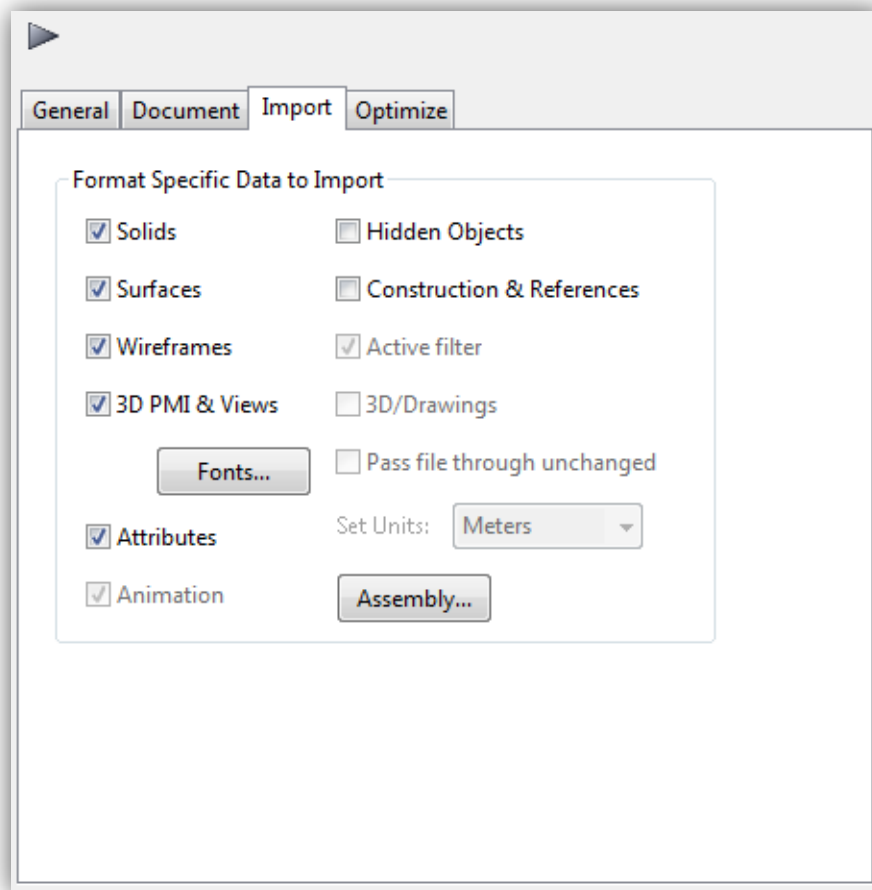 General Document Import Optimize
Format Specific Data to Import
Solids
Hidden Objects
Surfaces
Construction & References
Wireframes
Active filter
3D PMI & Views
3D/Drawings
Fonts...
Pass file through unchanged
Attributes
Set Units: Meters
Animation
Assembly...